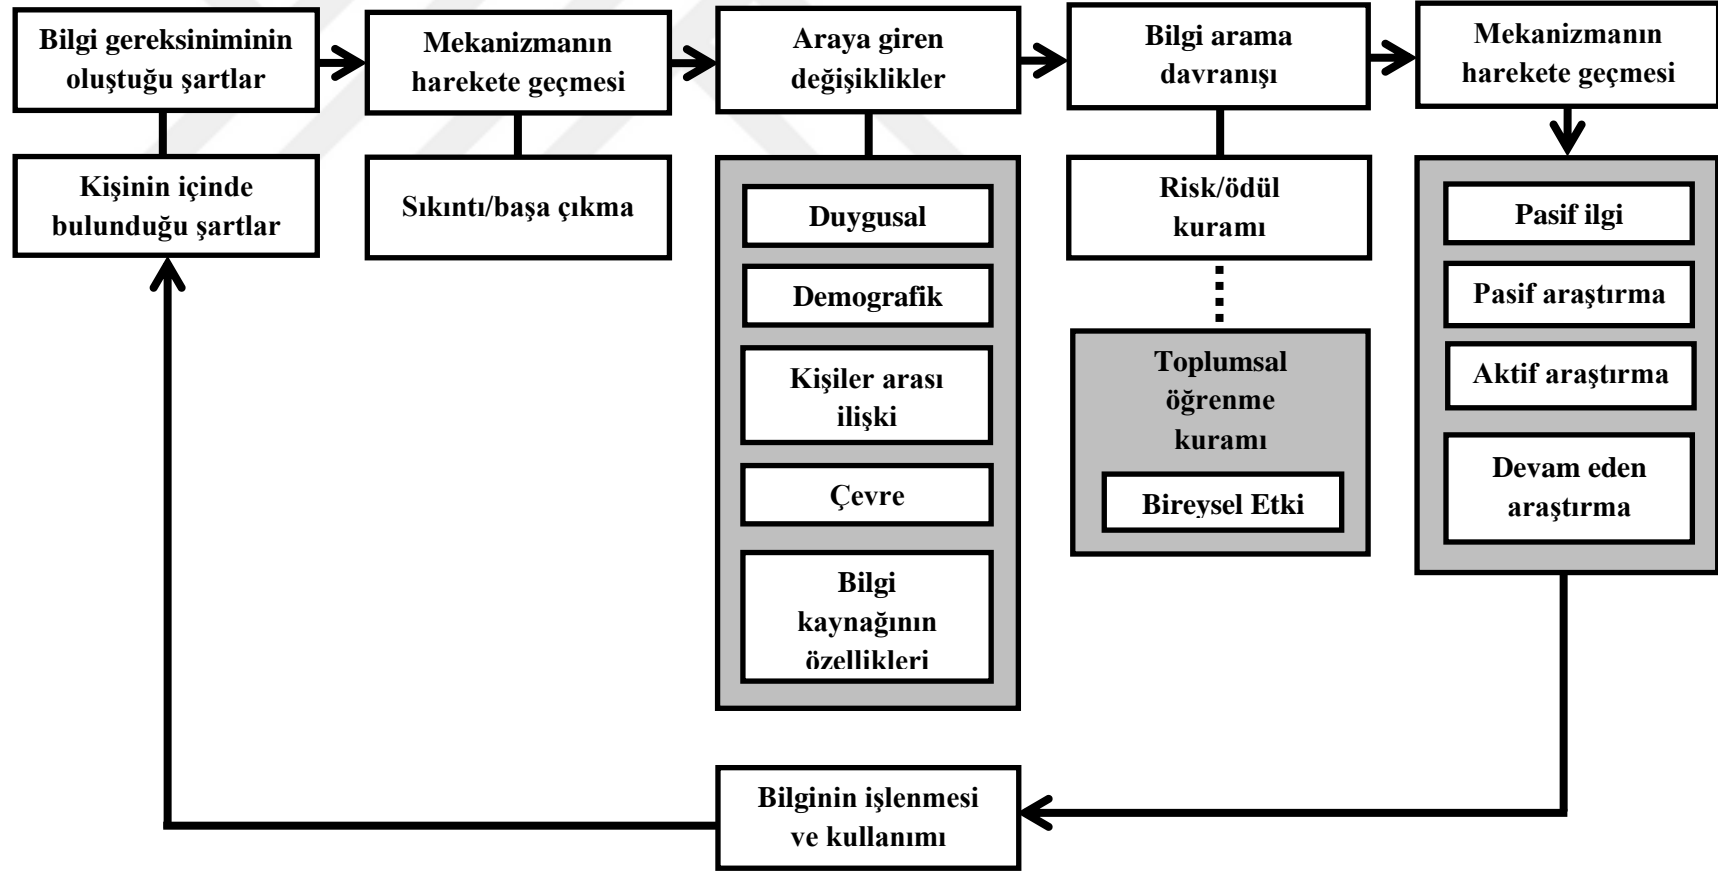 Bilgi gereksiniminin
oluştuğu şartlar
Mekanizmanın
harekete geçmesi
Araya giren
değişiklikler
Bilgi arama
davranışı
Mekanizmanın
harekete geçmesi
Kişinin içinde
bulunduğu şartlar
Sıkıntı/başa çıkma
Duygusal
Demografik
Kişiler arası
ilişki
Çevre
Bilgi
kaynağının
özellikleri
Risk/ödül
kuramı
Toplumsal
öğrenme
kuramı
Bireysel Etki
Pasif ilgi
Pasif araştırma
Aktif araştırma
Devam eden
araştırma
Bilginin işlenmesi
ve kullanımı